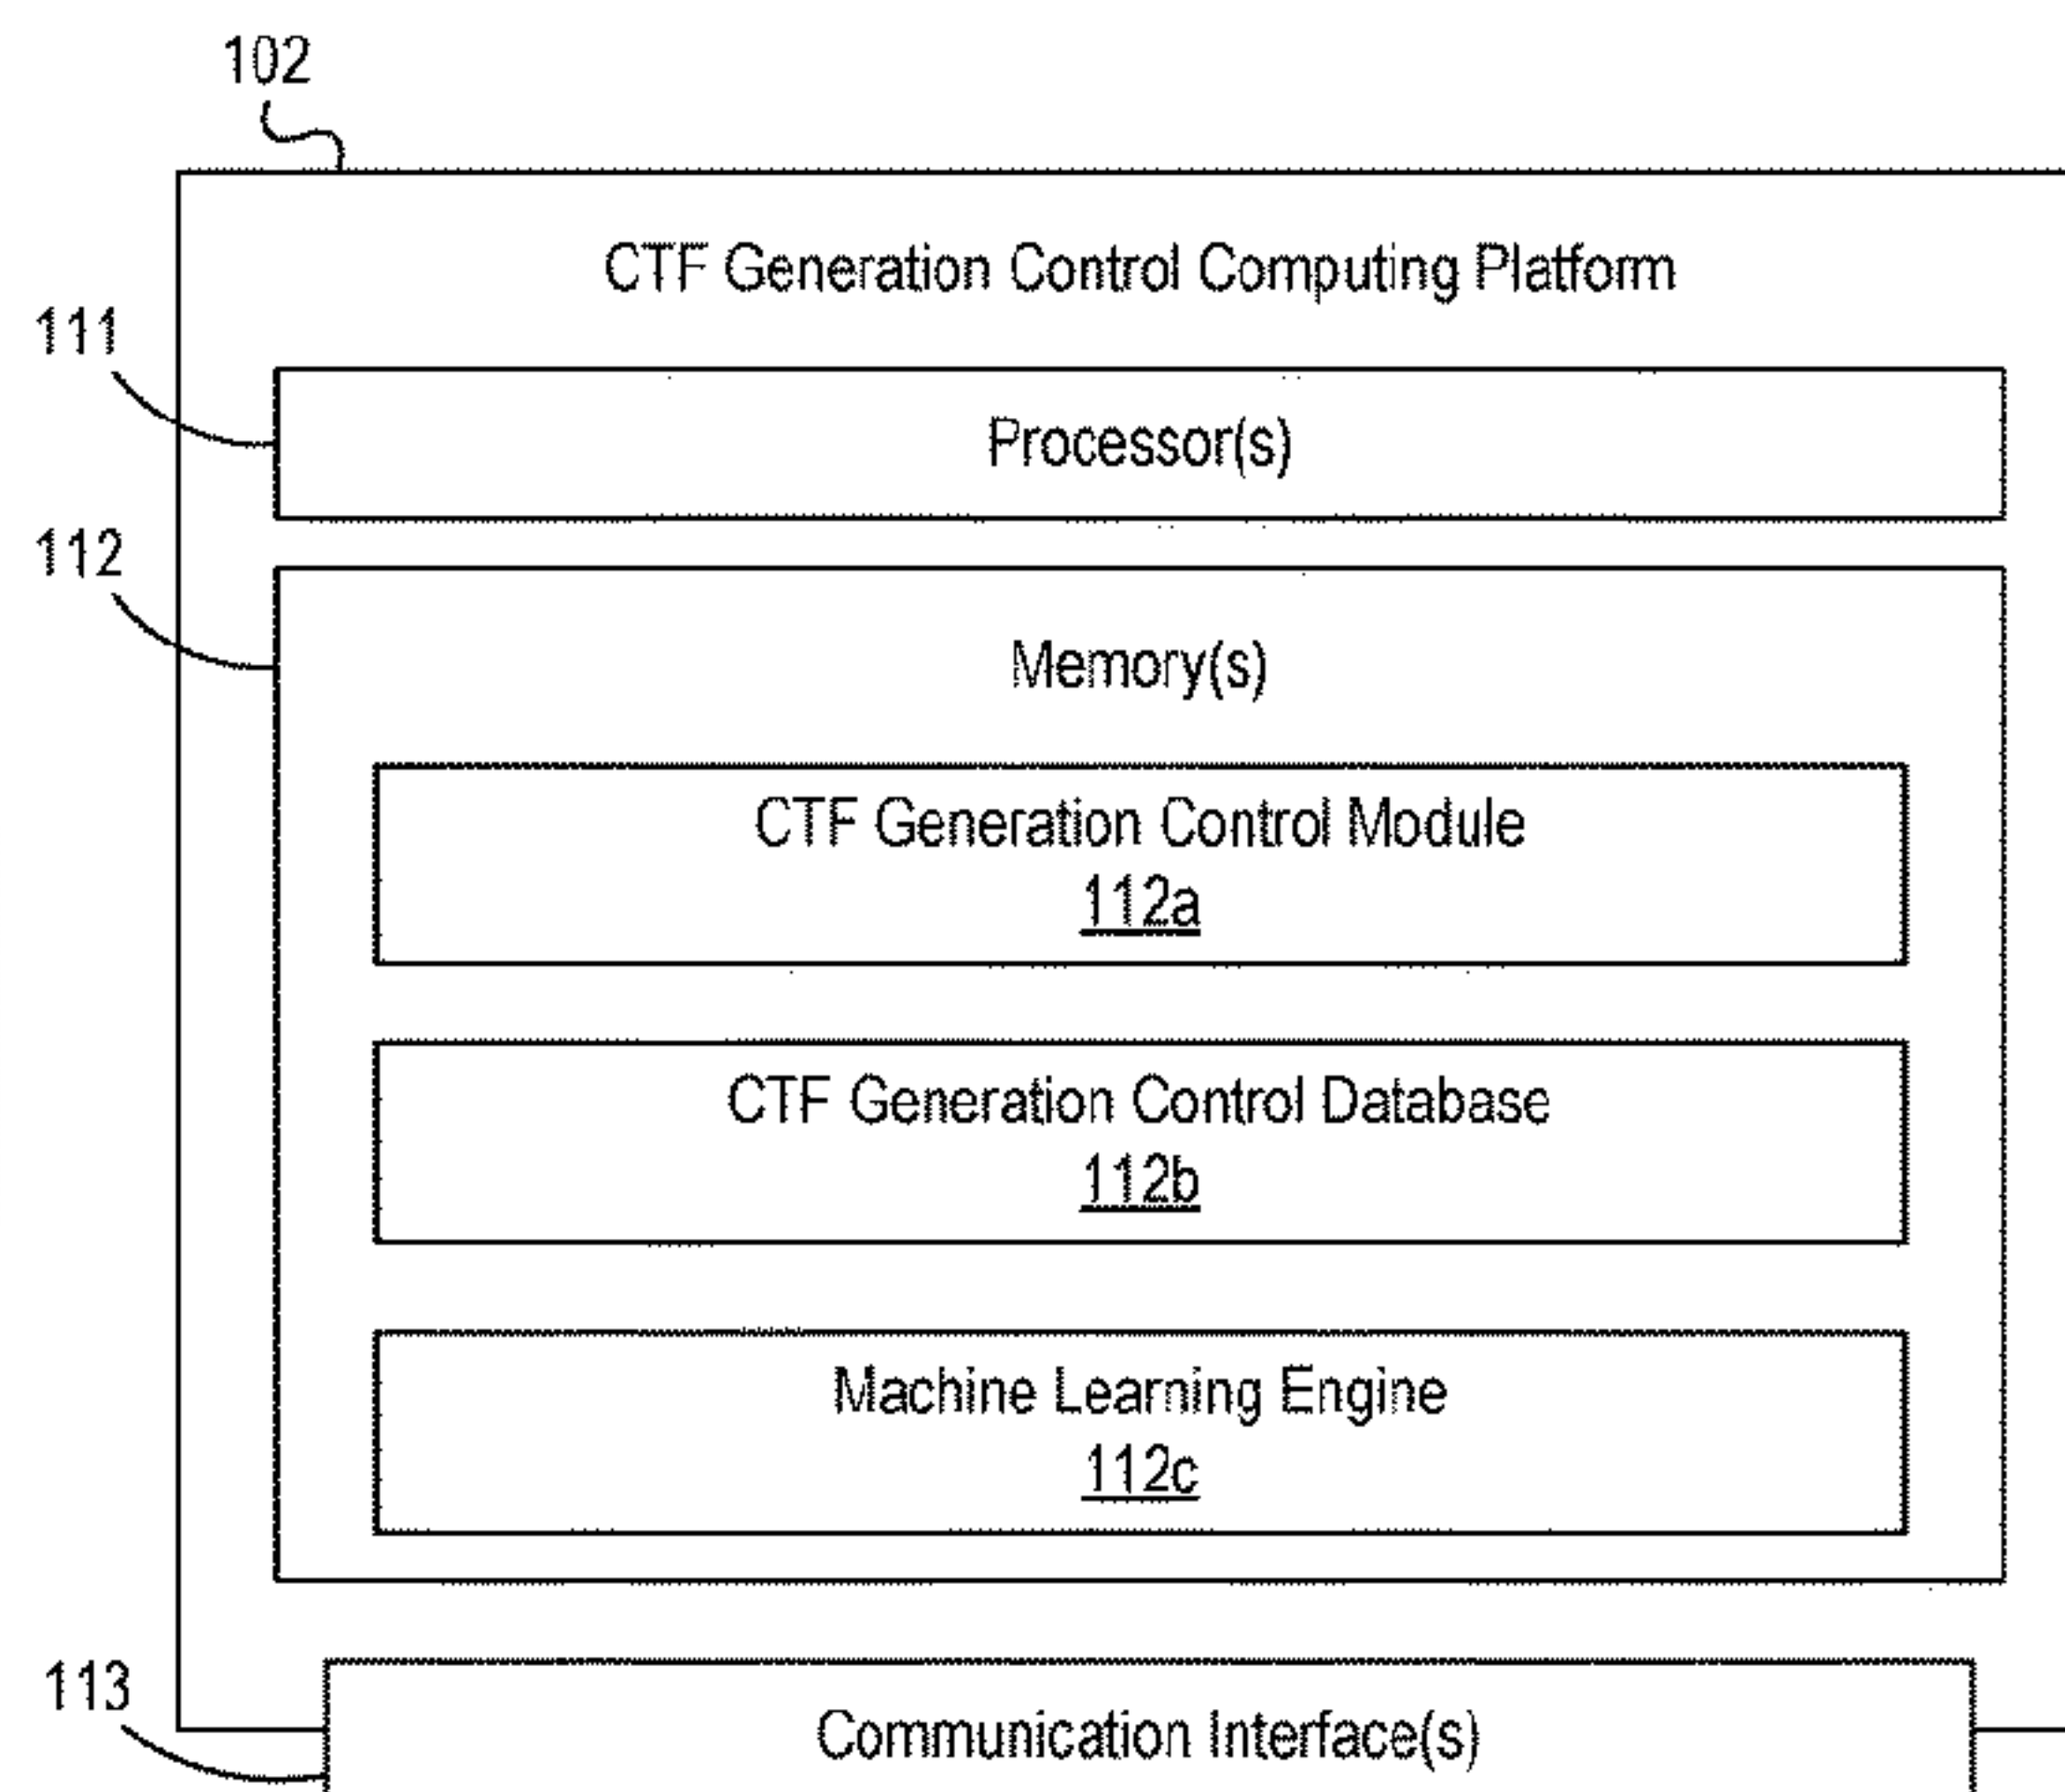 102
CTF Generation Control Computing Platform
111
Processor(s)
112
Memory(s)
CTF Generation Control Module
112a
CTF Generation Control Database
112b
Machine Learning Engine
112c
113
Communication Interface(s)